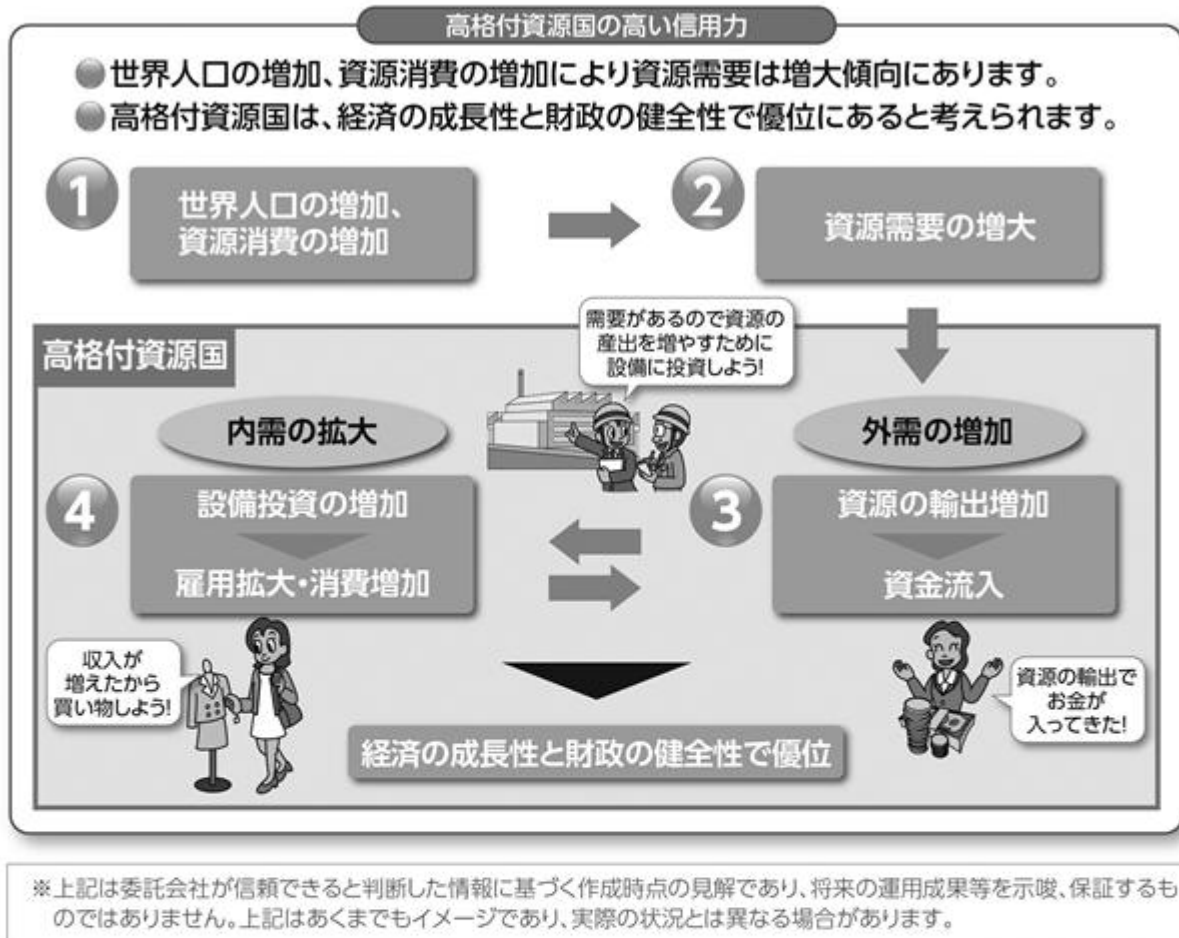 高格付資源国の高い信用力
●世界人口の増加、資源消費の増加により資源需要は増大傾向にあります。
●高格付資源国は、経済の成長性と財政の健全性で優位にあると考えられます。
1
世界人口の増加、
資源消費の増加
2
資源需要の増大
高格付資源国
需要があるので資源の
産出を増やすために
設備に投資しよう!
内需の拡大
外需の増加
4
設備投資の増加
雇用拡大・消費増加
3
資源の輸出増加
資金流入
収入が
増えたから
買い物しよう!
資源の輸出で
お金が
入ってきた!
経済の成長性と財政の健全性で優位
※上記は委託会社が信頼できると判断した情報に基づく作成時点の見解であり、将来の運用成果等を示唆、保証するも
のではありません。上記はあくまでもイメージであり、実際の状況とは異なる場合があります。